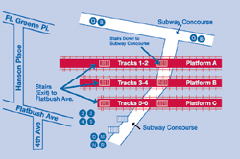 Ft. Greene Pl.
Hanson Place
Subway Concourse
Stairs Down to
Subway Concourse
Tracks 1-2 Platform A
Tracks 3-4 Platform B
Tracks 5-6 Platform C
Stairs
(Exit) to
Flatbush Ave.
Flatbush Ave
4th Ave
Subway Concourse